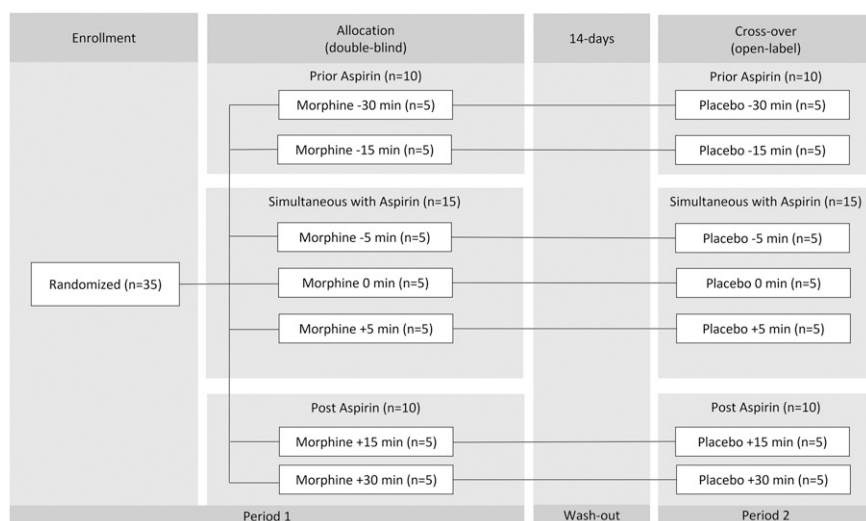 Enrollment
Allocation
(double-blind)
14-days
Cross-over
(open-label)
Prior Aspirin (n=10)
Prior Aspirin (n=10)
Morphine -30 min (n=5)
Placebo -30 min (n=5)
Morphine -15 min (n=5)
Placebo -15 min (n=5)
Simultaneous with Aspirin (n=15)
Simultaneous with Aspirin (n=15)
Morphine -5 min (n=5)
Placebo -5 min (n=5)
Randomized (n=35)
Morphine 0 min (n=5)
Placebo 0 min (n=5)
Morphine +5 min (n=5)
Placebo +5 min (n=5)
Post Aspirin (n=10)
Post Aspirin (n=10)
Morphine +15 min (n=5)
Placebo +15 min (n=5)
Morphine +30 min (n=5)
Placebo +30 min (n=5)
Period 1
Wash-out
Period 2